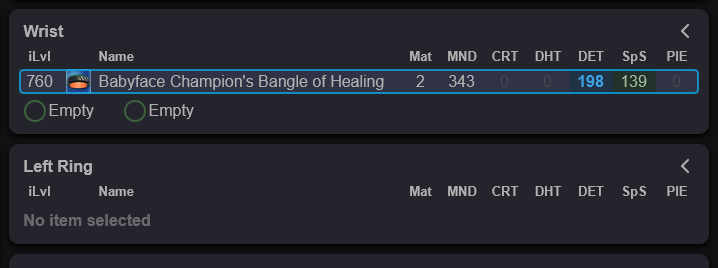 Wrist
iLvl Name Mat MND CRT DHT DET SpS PIE
760 Babyface Champion's Bangle of Healing 2 343 0 0 198 139 0
Empty Empty
Left Ring
iLvl Name Mat MND CRT DHT DET SpS PIE
No item selected